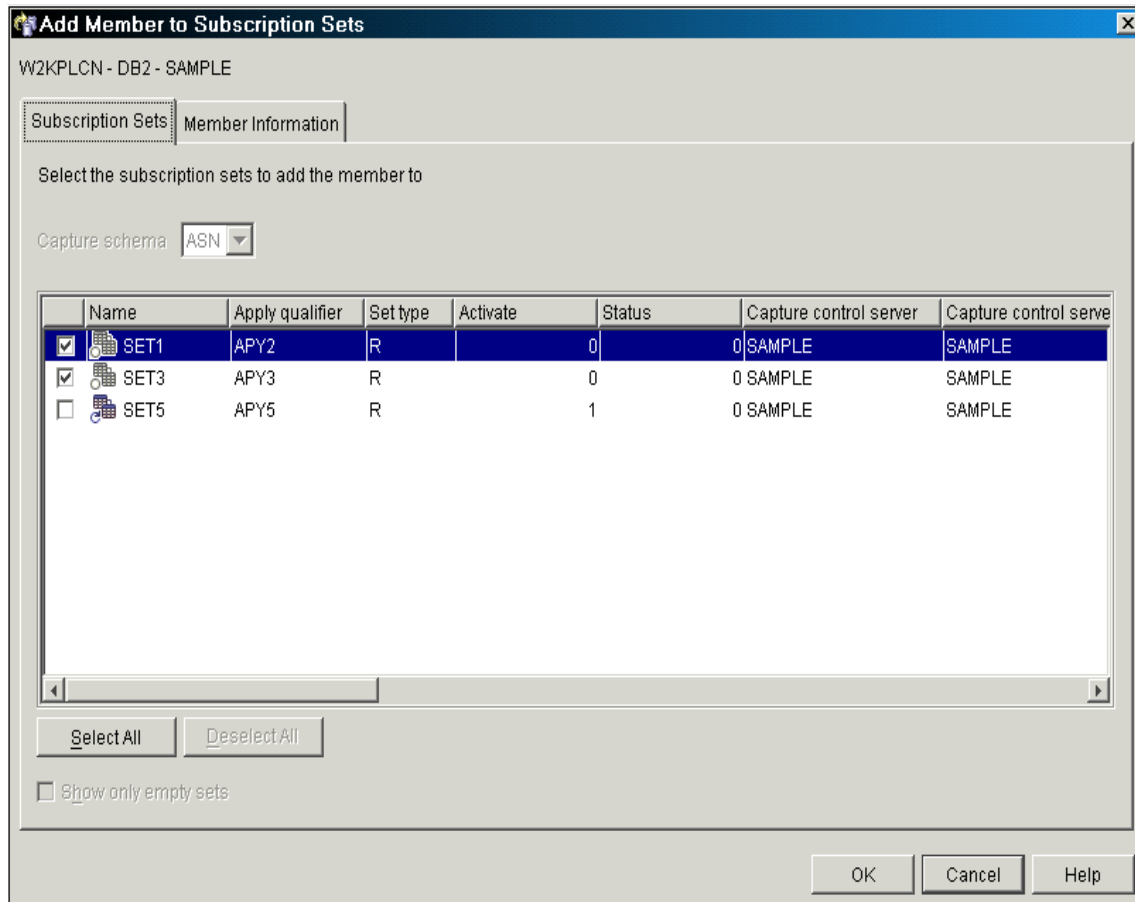 Add Member to Subscription Sets
W2KPLCN - DB2 - SAMPLE
Subscription Sets Member Information
Select the subscription sets to add the member to
Capture schema ASN
Name Apply qualifier Set type Activate Status Capture control server Capture control serve
SET1 APY2 R 0 0 SAMPLE SAMPLE
SET3 APY3 R 0 0 SAMPLE SAMPLE
SET5 APY5 R 1 0 SAMPLE SAMPLE
Select All Deselect All
Show only empty sets
OK Cancel Help